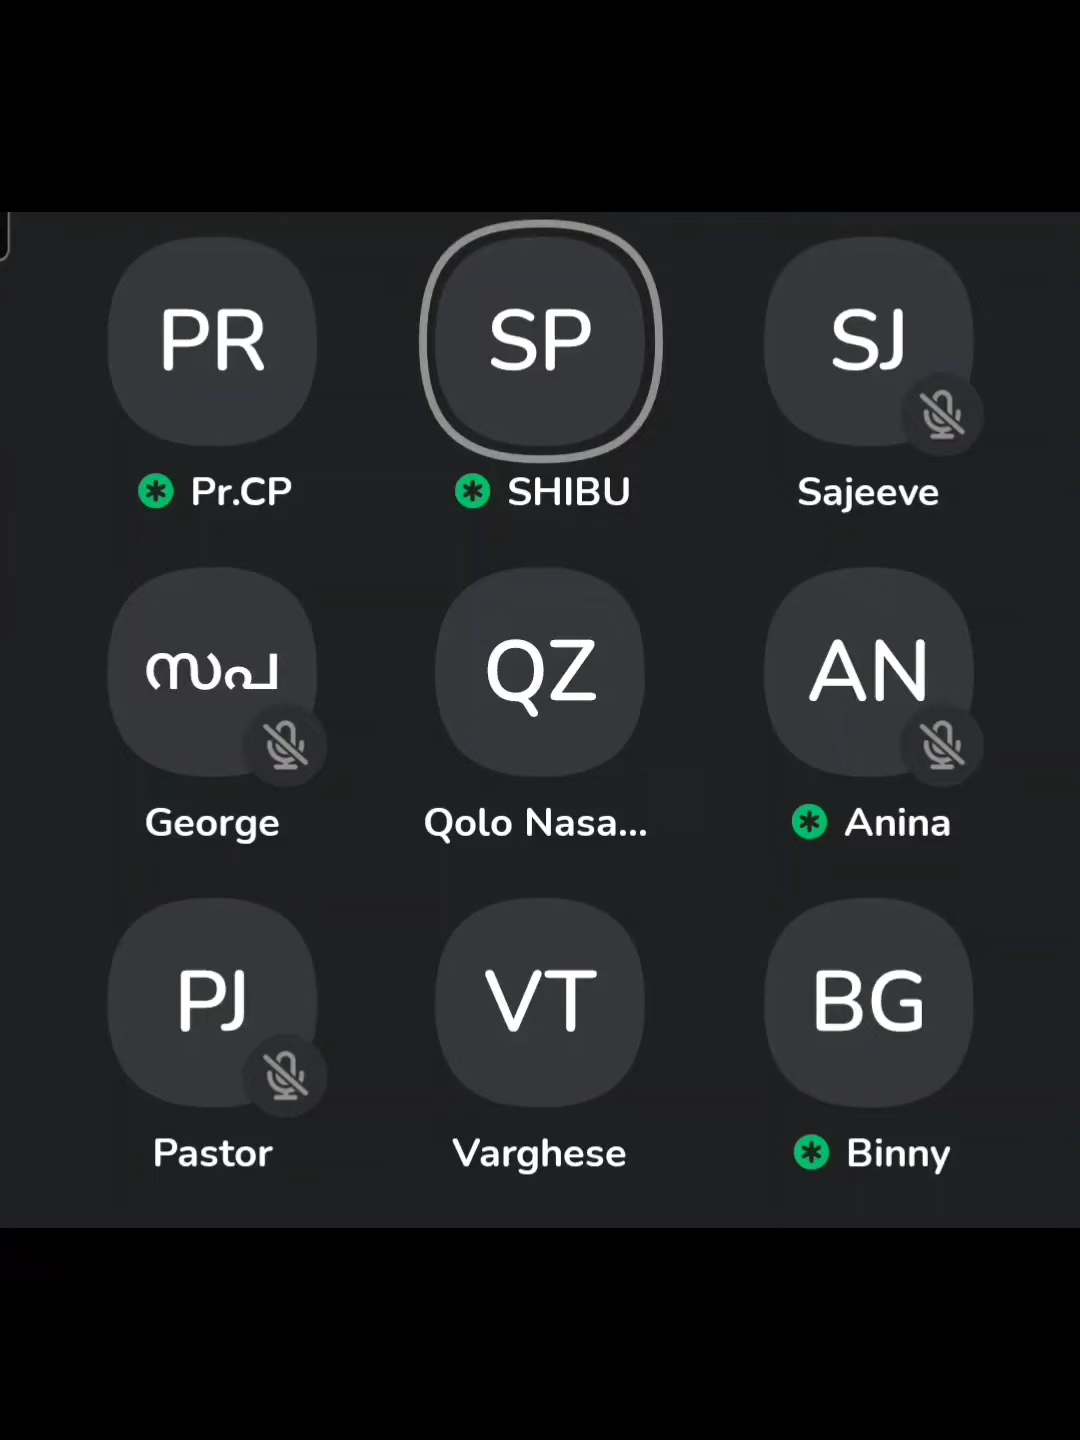 PR
SP
SJ
Pr.CP
SHIBU
Sajeeve
സപ
QZ
AN
George
Qolo Nasa...
Anina
PJ
VT
BG
Pastor
Varghese
Binny